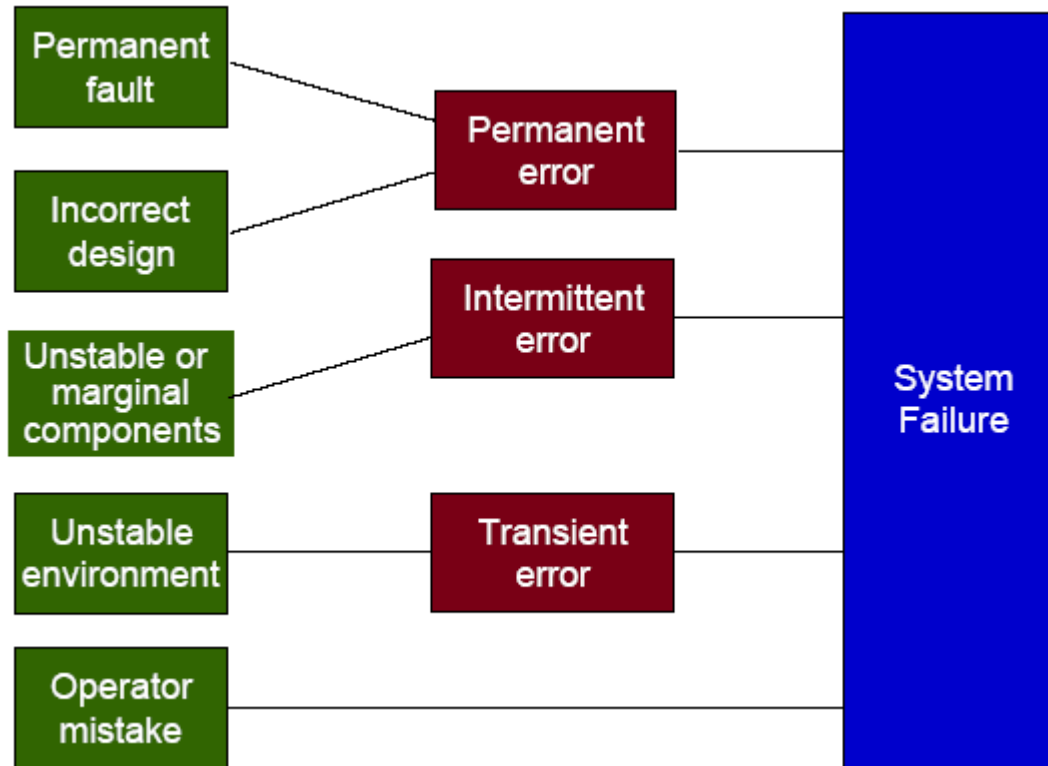 Permanent
fault
Incorrect
design
Unstable or
marginal
components
Unstable
environment
Operator
mistake
Permanent
error
Intermittent
error
Transient
error
System
Failure